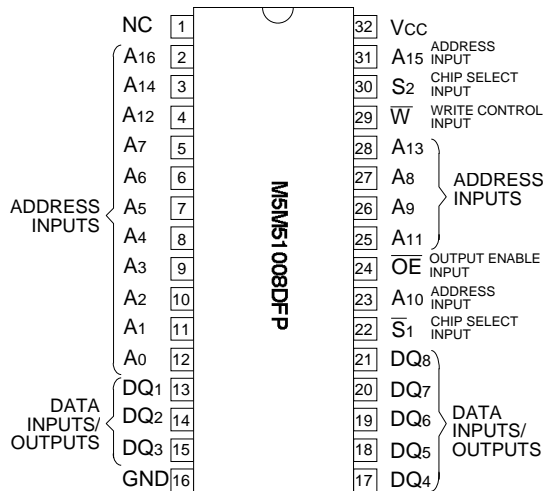 NC 1
A16 2
A14 3
A12 4
A7 5
A6 6
A5 7
A4 8
A3 9
A2 10
A1 11
A0 12
DQ1 13
DQ2 14
DQ3 15
GND 16
ADDRESS
INPUTS
DATA
INPUTS/
OUTPUTS
M5M51008DFP
32 VCC
31 A15 ADDRESS
INPUT
30 S2 CHIP SELECT
INPUT
29 W̅ WRITE CONTROL
INPUT
28 A13
27 A8
26 A9
25 A11
ADDRESS
INPUTS
24 O̅E̅ OUTPUT ENABLE
INPUT
23 A10 ADDRESS
INPUT
22 S̅1 CHIP SELECT
INPUT
21 DQ8
20 DQ7
19 DQ6
18 DQ5
17 DQ4
DATA
INPUTS/
OUTPUTS